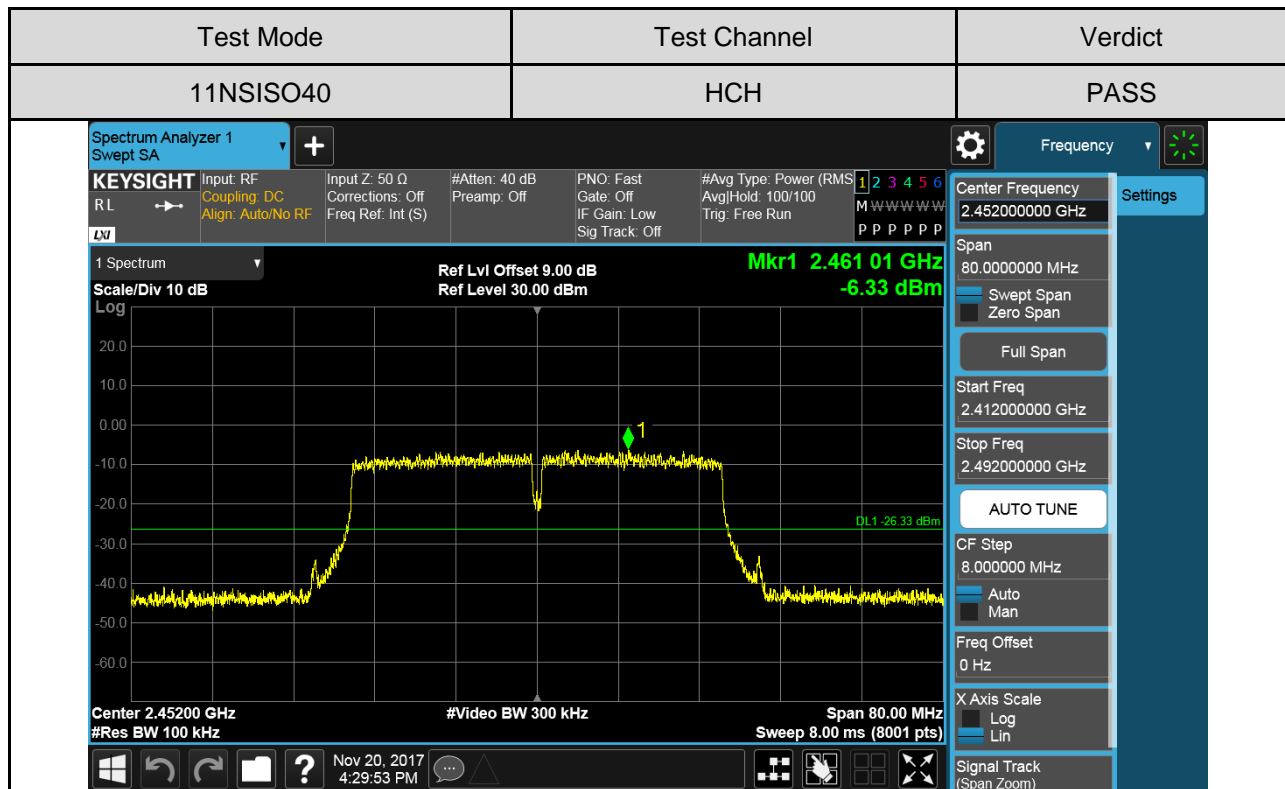 Test Mode Test Channel Verdict
11NSISO40 HCH PASS
Spectrum Analyzer 1
Swept SA
+
Frequency
KEYSIGHT
RL
LXI
Input: RF
Coupling: DC
Align: Auto/No RF
Input Z: 50 Ω
Corrections: Off
Freq Ref: Int (S)
#Atten: 40 dB
Preamp: Off
PNO: Fast
Gate: Off
IF Gain: Low
Sig Track: Off
#Avg Type: Power (RMS
Avg|Hold: 100/100
Trig: Free Run
1 2 3 4 5 6
M W W W W W
P P P P P P
1 Spectrum
Scale/Div 10 dB
Log
Ref Lvl Offset 9.00 dB
Ref Level 30.00 dBm
Mkr1 2.461 01 GHz
-6.33 dBm
20.0
10.0
0.00
-10.0
-20.0
-30.0
-40.0
-50.0
-60.0
1
DL1 -26.33 dBm
Center 2.45200 GHz
#Res BW 100 kHz
#Video BW 300 kHz
Span 80.00 MHz
Sweep 8.00 ms (8001 pts)
?
Nov 20, 2017
4:29:53 PM
Center Frequency
2.452000000 GHz
Settings
Span
80.0000000 MHz
Swept Span
Zero Span
Full Span
Start Freq
2.412000000 GHz
Stop Freq
2.492000000 GHz
AUTO TUNE
CF Step
8.000000 MHz
Auto
Man
Freq Offset
0 Hz
X Axis Scale
Log
Lin
Signal Track
(Span Zoom)